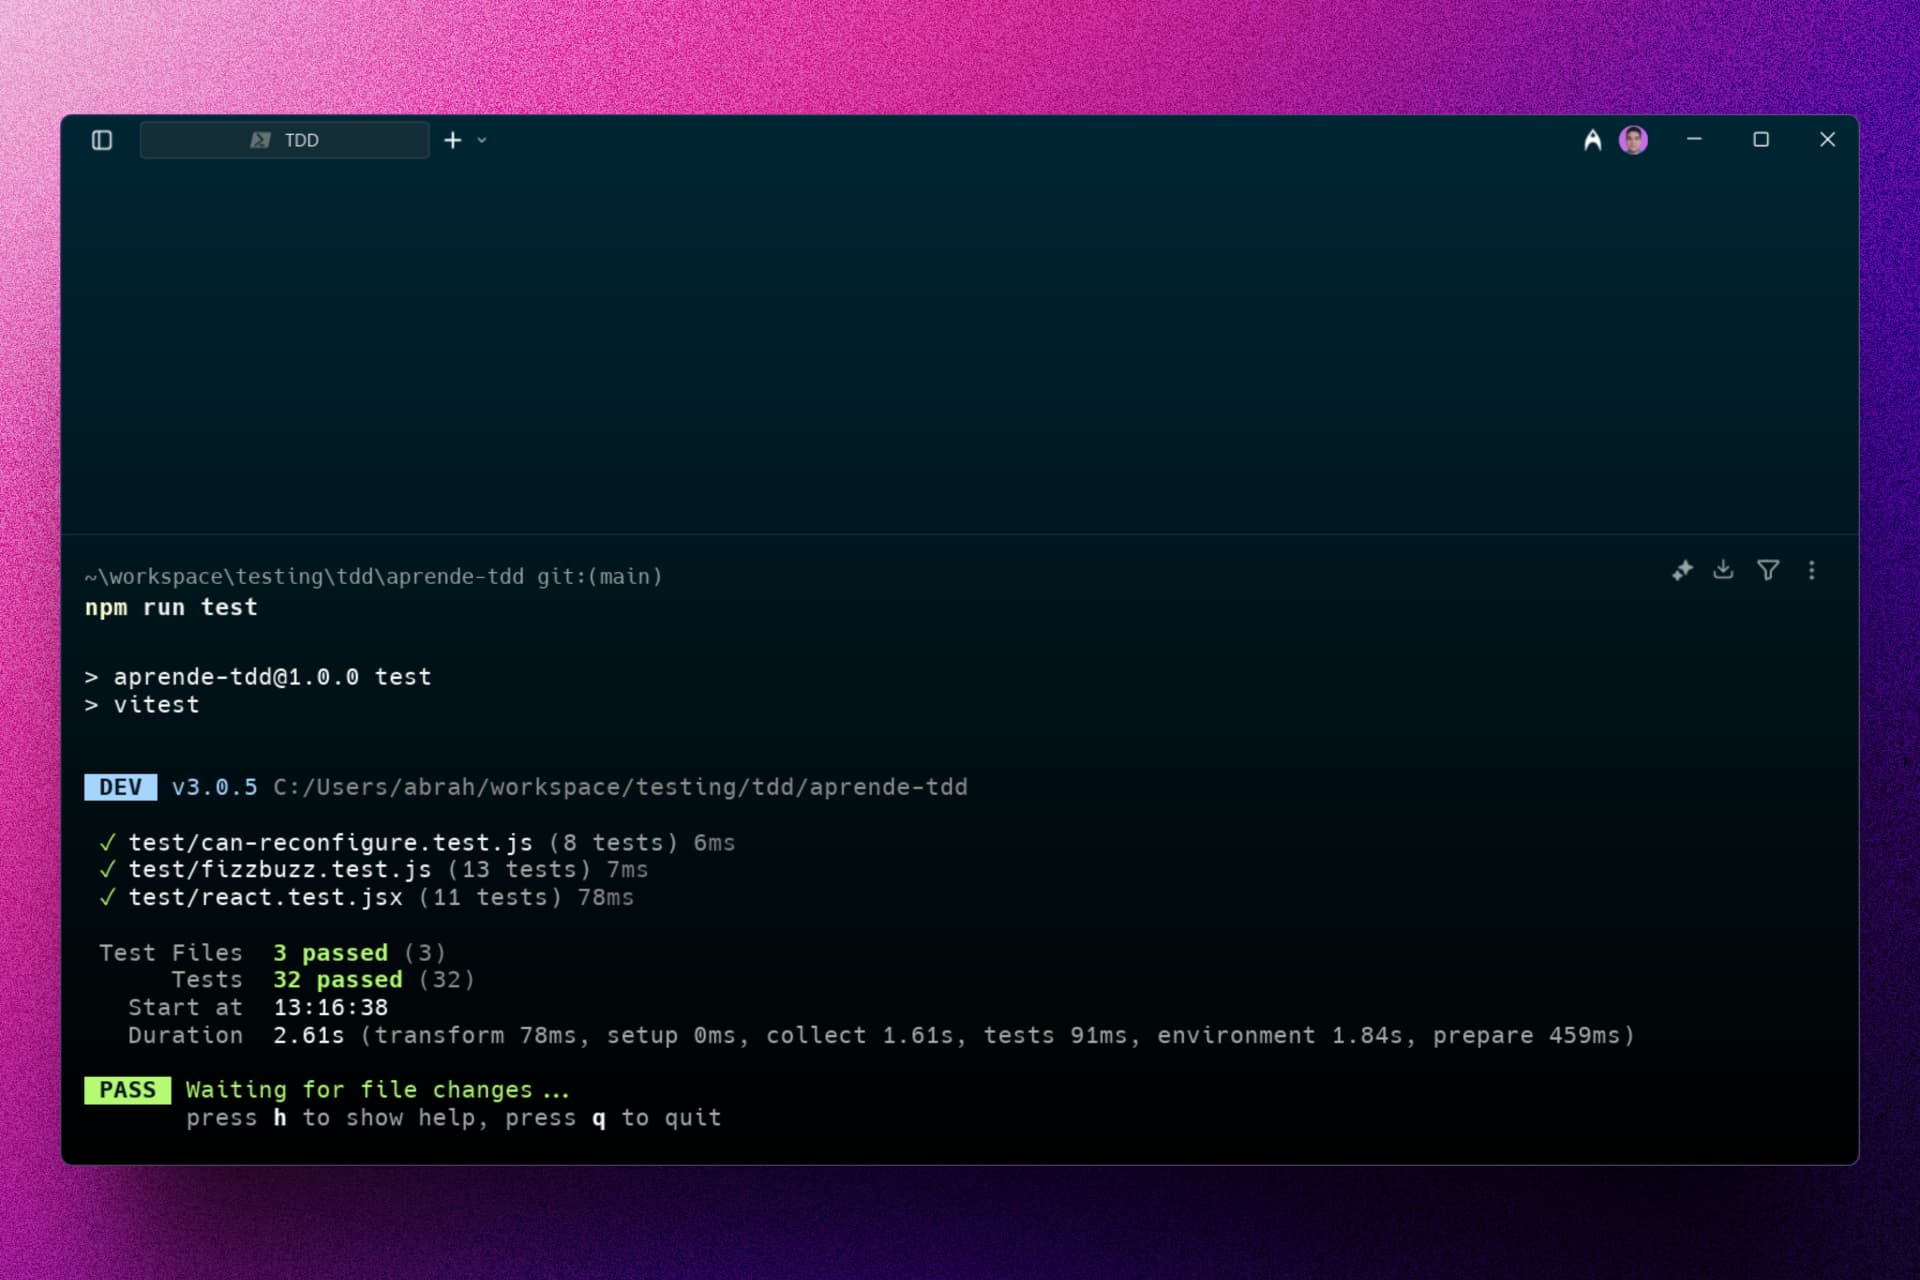 TDD
~\workspace\testing\tdd\aprende-tdd git:(main)
npm run test
> aprende-tdd@1.0.0 test
> vitest
DEV v3.0.5 C:/Users/abrah/workspace/testing/tdd/aprende-tdd
✓ test/can-reconfigure.test.js (8 tests) 6ms
✓ test/fizzbuzz.test.js (13 tests) 7ms
✓ test/react.test.jsx (11 tests) 78ms
Test Files 3 passed (3)
Tests 32 passed (32)
Start at 13:16:38
Duration 2.61s (transform 78ms, setup 0ms, collect 1.61s, tests 91ms, environment 1.84s, prepare 459ms)
PASS Waiting for file changes...
press h to show help, press q to quit